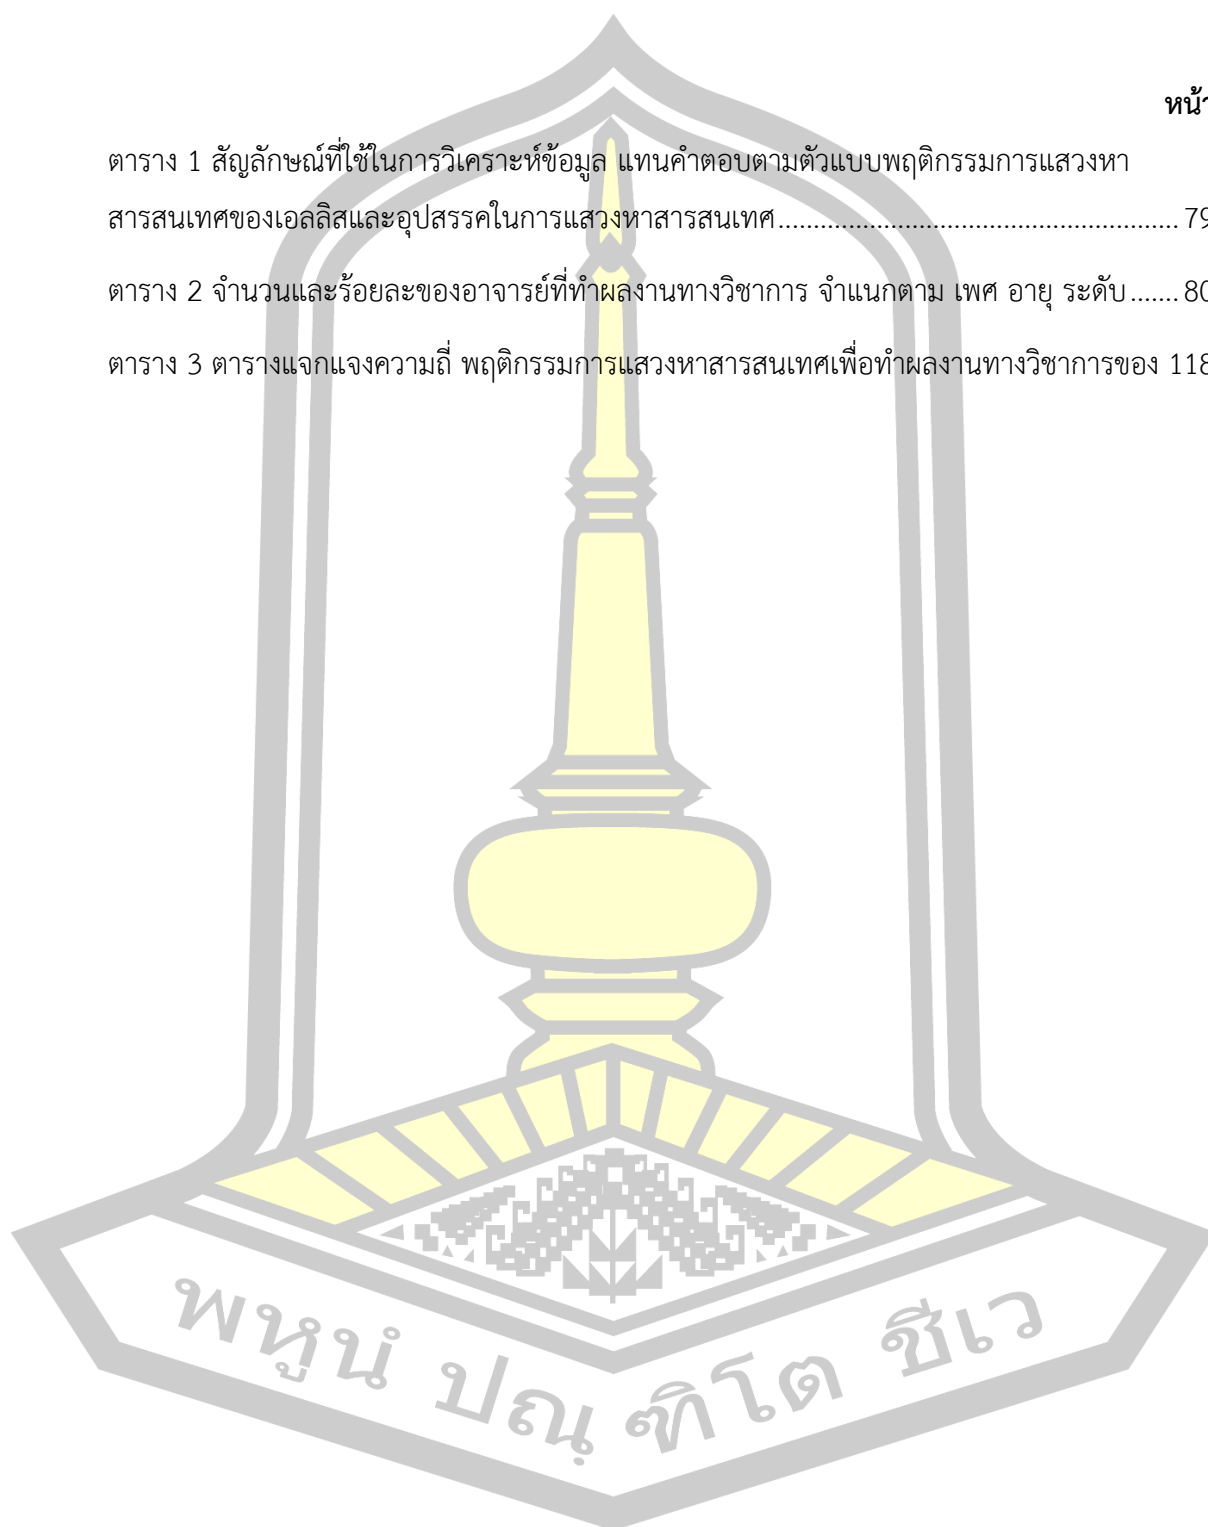 หน้า
ตาราง 1 สัญลักษณ์ที่ใช้ในการวิเคราะห์ข้อมูล แทนคำตอบตามตัวแบบพฤติกรรมการแสวงหา
สารสนเทศของเอลลิสและอุปสรรคในการแสวงหาสารสนเทศ......................................................... 79
ตาราง 2 จำนวนและร้อยละของอาจารย์ที่ทำผลงานทางวิชาการ จำแนกตาม เพศ อายุ ระดับ ....... 80
ตาราง 3 ตารางแจกแจงความถี่ พฤติกรรมการแสวงหาสารสนเทศเพื่อทำผลงานทางวิชาการของ 118
พหูนํ ปณฺฑิโต ชีเว